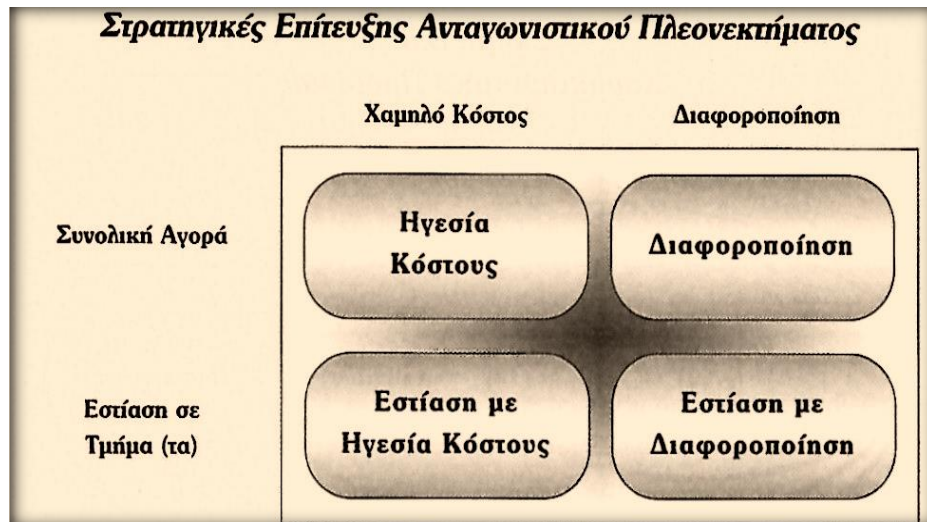 Στρατηγικές Επίτευξης Ανταγωνιστικού Πλεονεκτήματος
Χαμηλό Κόστος
Διαφοροποίηση
Συνολική Αγορά
Ηγεσία
Κόστους
Διαφοροποίηση
Εστίαση σε
Τμήμα (τα)
Εστίαση με
Ηγεσία Κόστους
Εστίαση με
Διαφοροποίηση